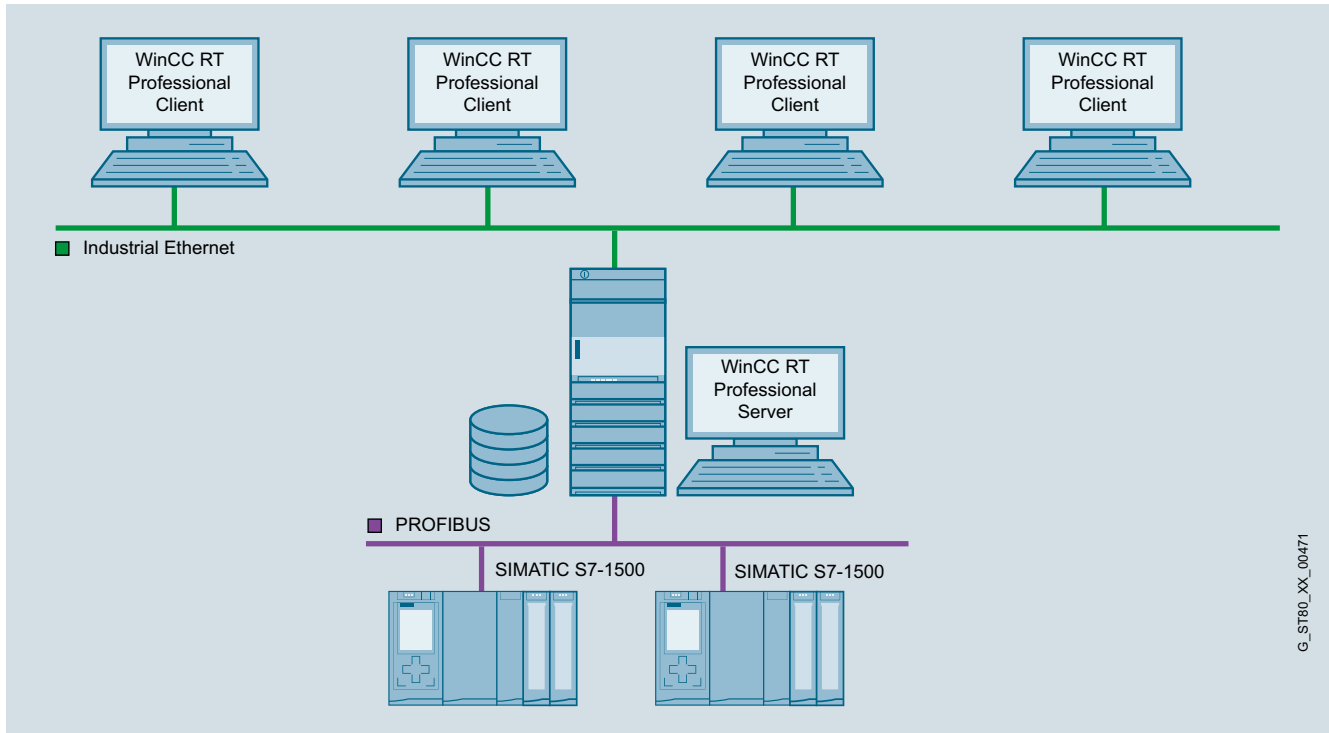 WinCC RT
Professional
Client
WinCC RT
Professional
Client
WinCC RT
Professional
Client
WinCC RT
Professional
Client
Industrial Ethernet
WinCC RT
Professional
Server
PROFIBUS
SIMATIC S7-1500
SIMATIC S7-1500
G_ST80_XX_00471